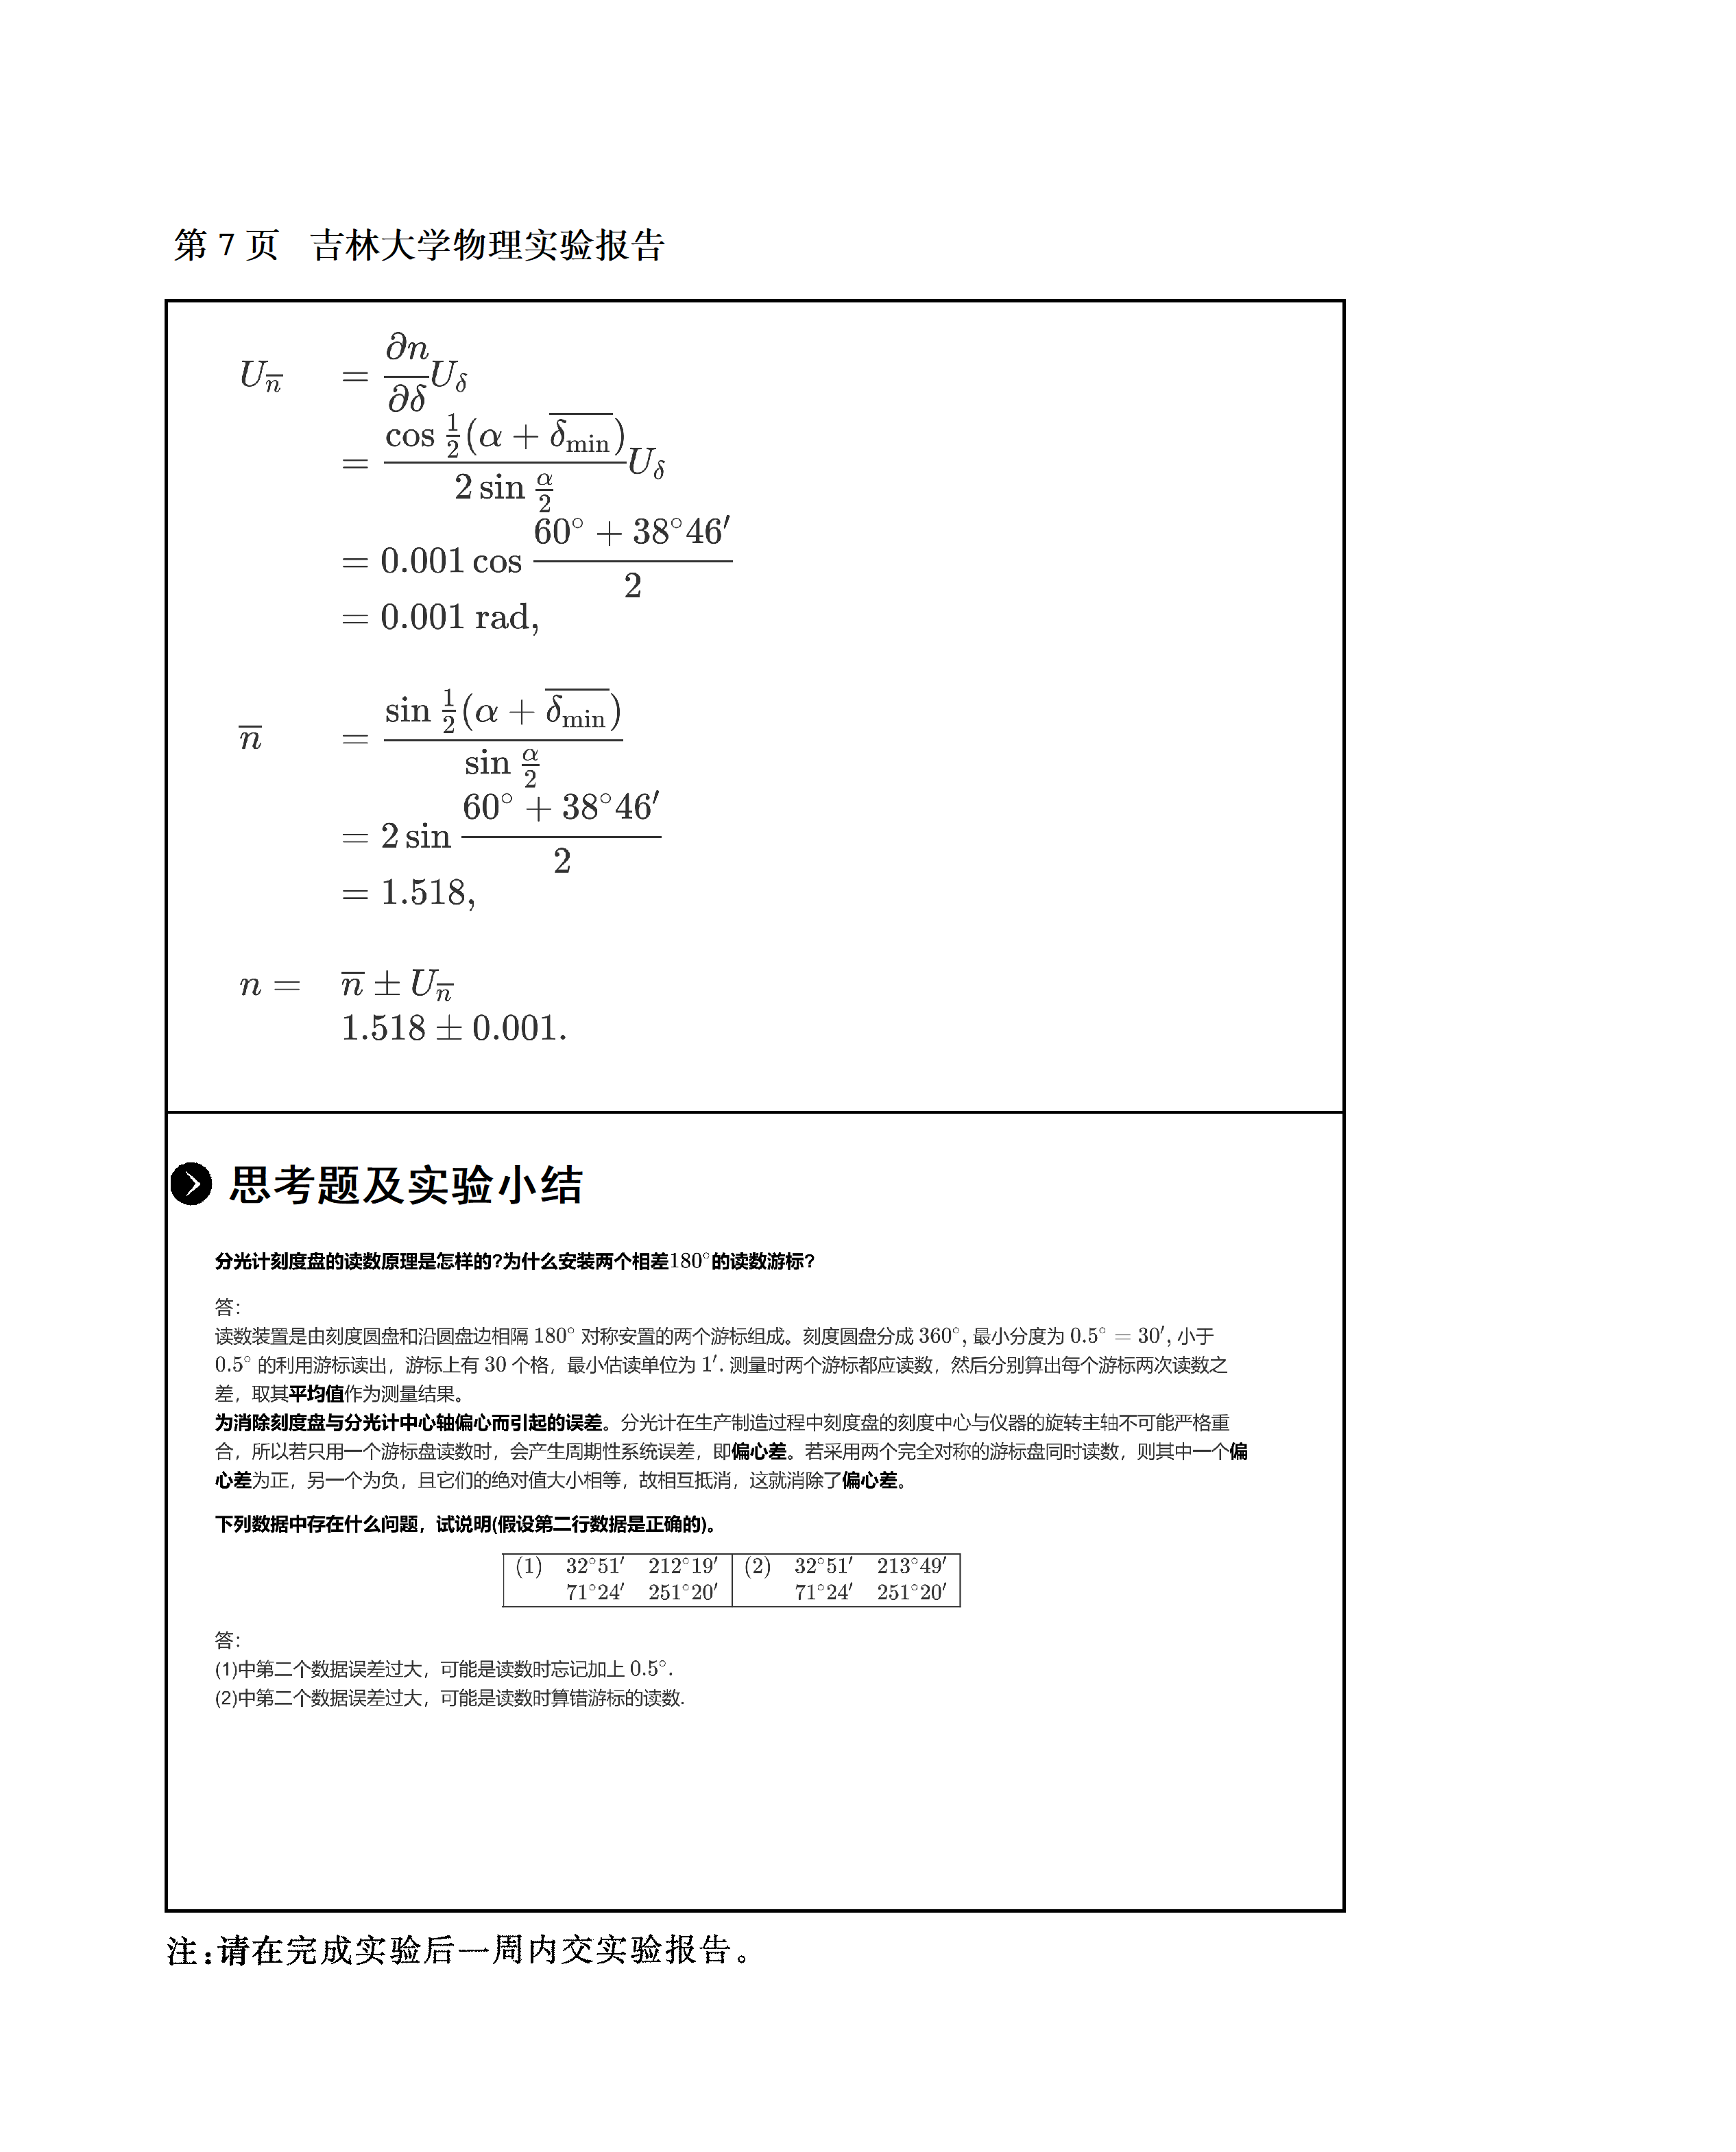 第 7 页 吉林大学物理实验报告
$U_{\overline{n}} = \frac{\partial n}{\partial \delta} U_{\delta}$
$= \frac{\cos \frac{1}{2}(\alpha + \overline{\delta_{\min}})}{2 \sin \frac{\alpha}{2}} U_{\delta}$
$= 0.001 \cos \frac{60^\circ + 38^\circ 46'}{2}$
$= 0.001 \text{ rad},$
$\overline{n} = \frac{\sin \frac{1}{2}(\alpha + \overline{\delta_{\min}})}{\sin \frac{\alpha}{2}}$
$= 2 \sin \frac{60^\circ + 38^\circ 46'}{2}$
$= 1.518,$
$n = \overline{n} \pm U_{\overline{n}}$
$1.518 \pm 0.001.$
思考题及实验小结
分光计刻度盘的读数原理是怎样的?为什么安装两个相差180°的读数游标?
答：
读数装置是由刻度圆盘和沿圆盘边相隔 180° 对称安置的两个游标组成。刻度圆盘分成 360°, 最小分度为 0.5° = 30′, 小于
0.5° 的利用游标读出，游标上有 30 个格，最小估读单位为 1′. 测量时两个游标都应读数，然后分别算出每个游标两次读数之
差，取其平均值作为测量结果。
为消除刻度盘与分光计中心轴偏心而引起的误差。分光计在生产制造过程中刻度盘的刻度中心与仪器的旋转主轴不可能严格重
合，所以若只用一个游标盘读数时，会产生周期性系统误差，即偏心差。若采用两个完全对称的游标盘同时读数，则其中一个偏
心差为正，另一个为负，且它们的绝对值大小相等，故相互抵消，这就消除了偏心差。
下列数据中存在什么问题，试说明(假设第二行数据是正确的)。
(1) 32°51′ 212°19′ (2) 32°51′ 213°49′
71°24′ 251°20′ 71°24′ 251°20′
答：
(1)中第二个数据误差过大，可能是读数时忘记加上 0.5°.
(2)中第二个数据误差过大，可能是读数时算错游标的读数.
注:请在完成实验后一周内交实验报告。